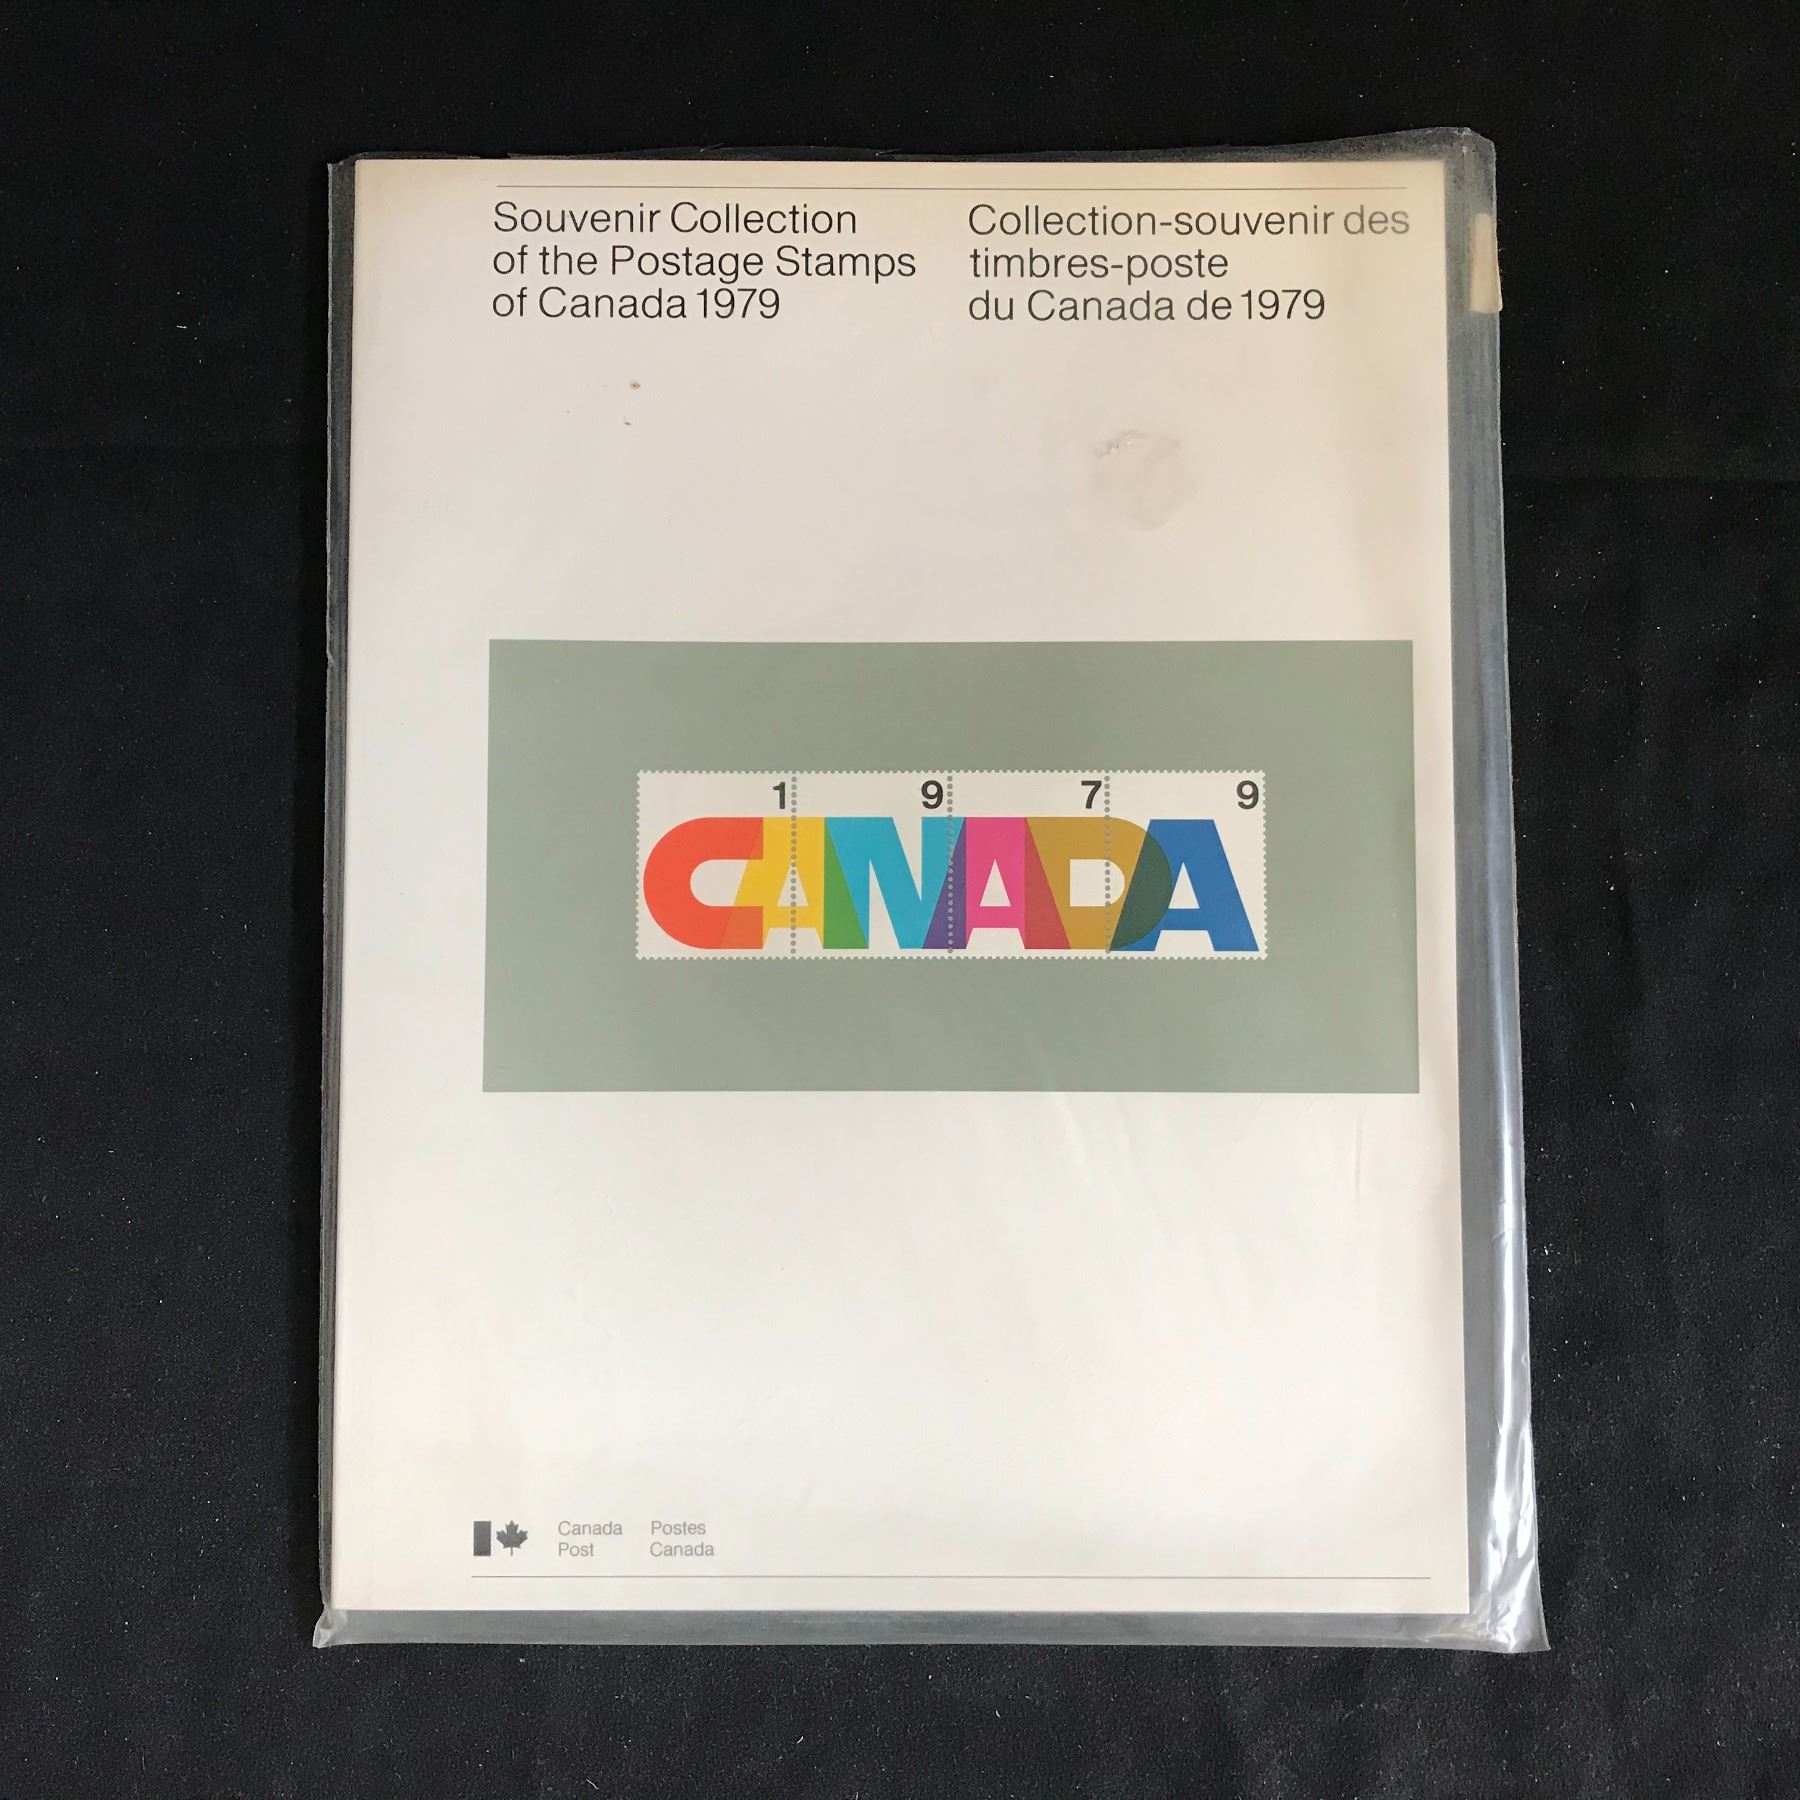 Souvenir Collection
of the Postage Stamps
of Canada 1979
Collection-souvenir des
timbres-poste
du Canada de 1979
1 9 7 9
CANADA
Canada
Post
Postes
Canada